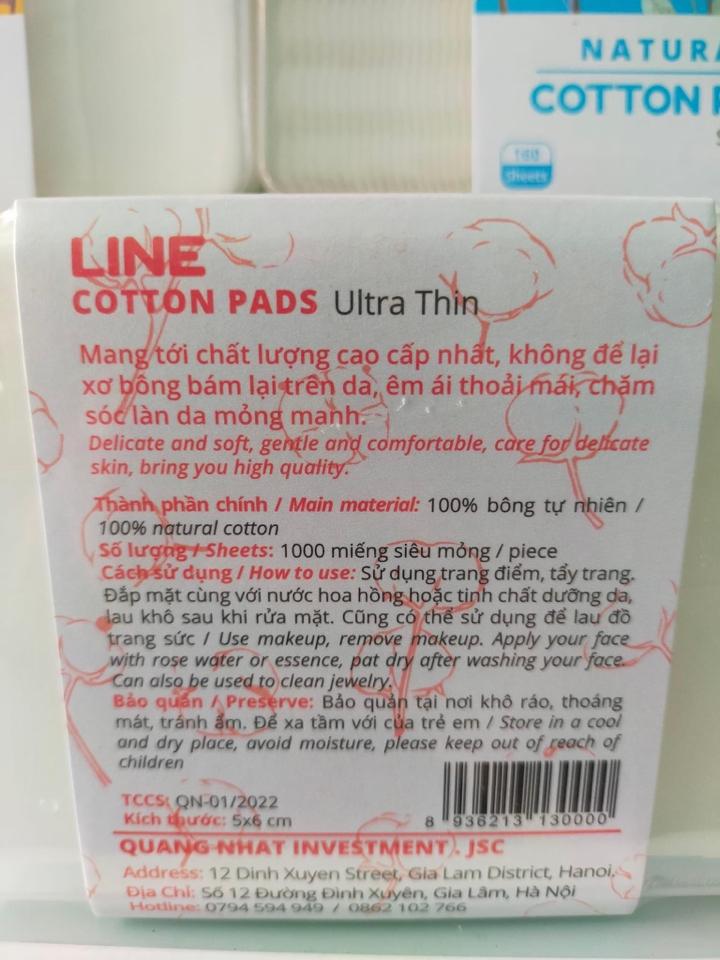 NATURA
COTTON P
160
sheets
LINE
COTTON PADS Ultra Thin
Mang tới chất lượng cao cấp nhất, không để lại
xơ bông bám lại trên da, êm ái thoải mái, chăm
sóc làn da mỏng manh.
Delicate and soft, gentle and comfortable, care for delicate
skin, bring you high quality.
Thành phần chính / Main material: 100% bông tự nhiên /
100% natural cotton
Số lượng / Sheets: 1000 miếng siêu mỏng / piece
Cách sử dụng / How to use: Sử dụng trang điểm, tẩy trang.
Đắp mặt cùng với nước hoa hồng hoặc tinh chất dưỡng da,
lau khô sau khi rửa mặt. Cũng có thể sử dụng để lau đồ
trang sức / Use makeup, remove makeup. Apply your face
with rose water or essence, pat dry after washing your face.
Can also be used to clean jewelry.
Bảo quản / Preserve: Bảo quản tại nơi khô ráo, thoáng
mát, tránh ẩm. Để xa tầm với của trẻ em / Store in a cool
and dry place, avoid moisture, please keep out of reach of
children
TCCS: QN-01/2022
Kích thước: 5x6 cm
8 936213 130000
QUANG NHAT INVESTMENT . JSC
Address: 12 Dinh Xuyen Street, Gia Lam District, Hanoi.
Địa Chỉ: Số 12 Đường Đình Xuyên, Gia Lâm, Hà Nội
Hotline: 0794 594 949 / 0862 102 766